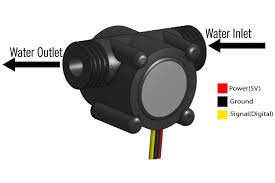 Water Inlet
Water Outlet
Power(5V)
Ground
Signal(Digital)